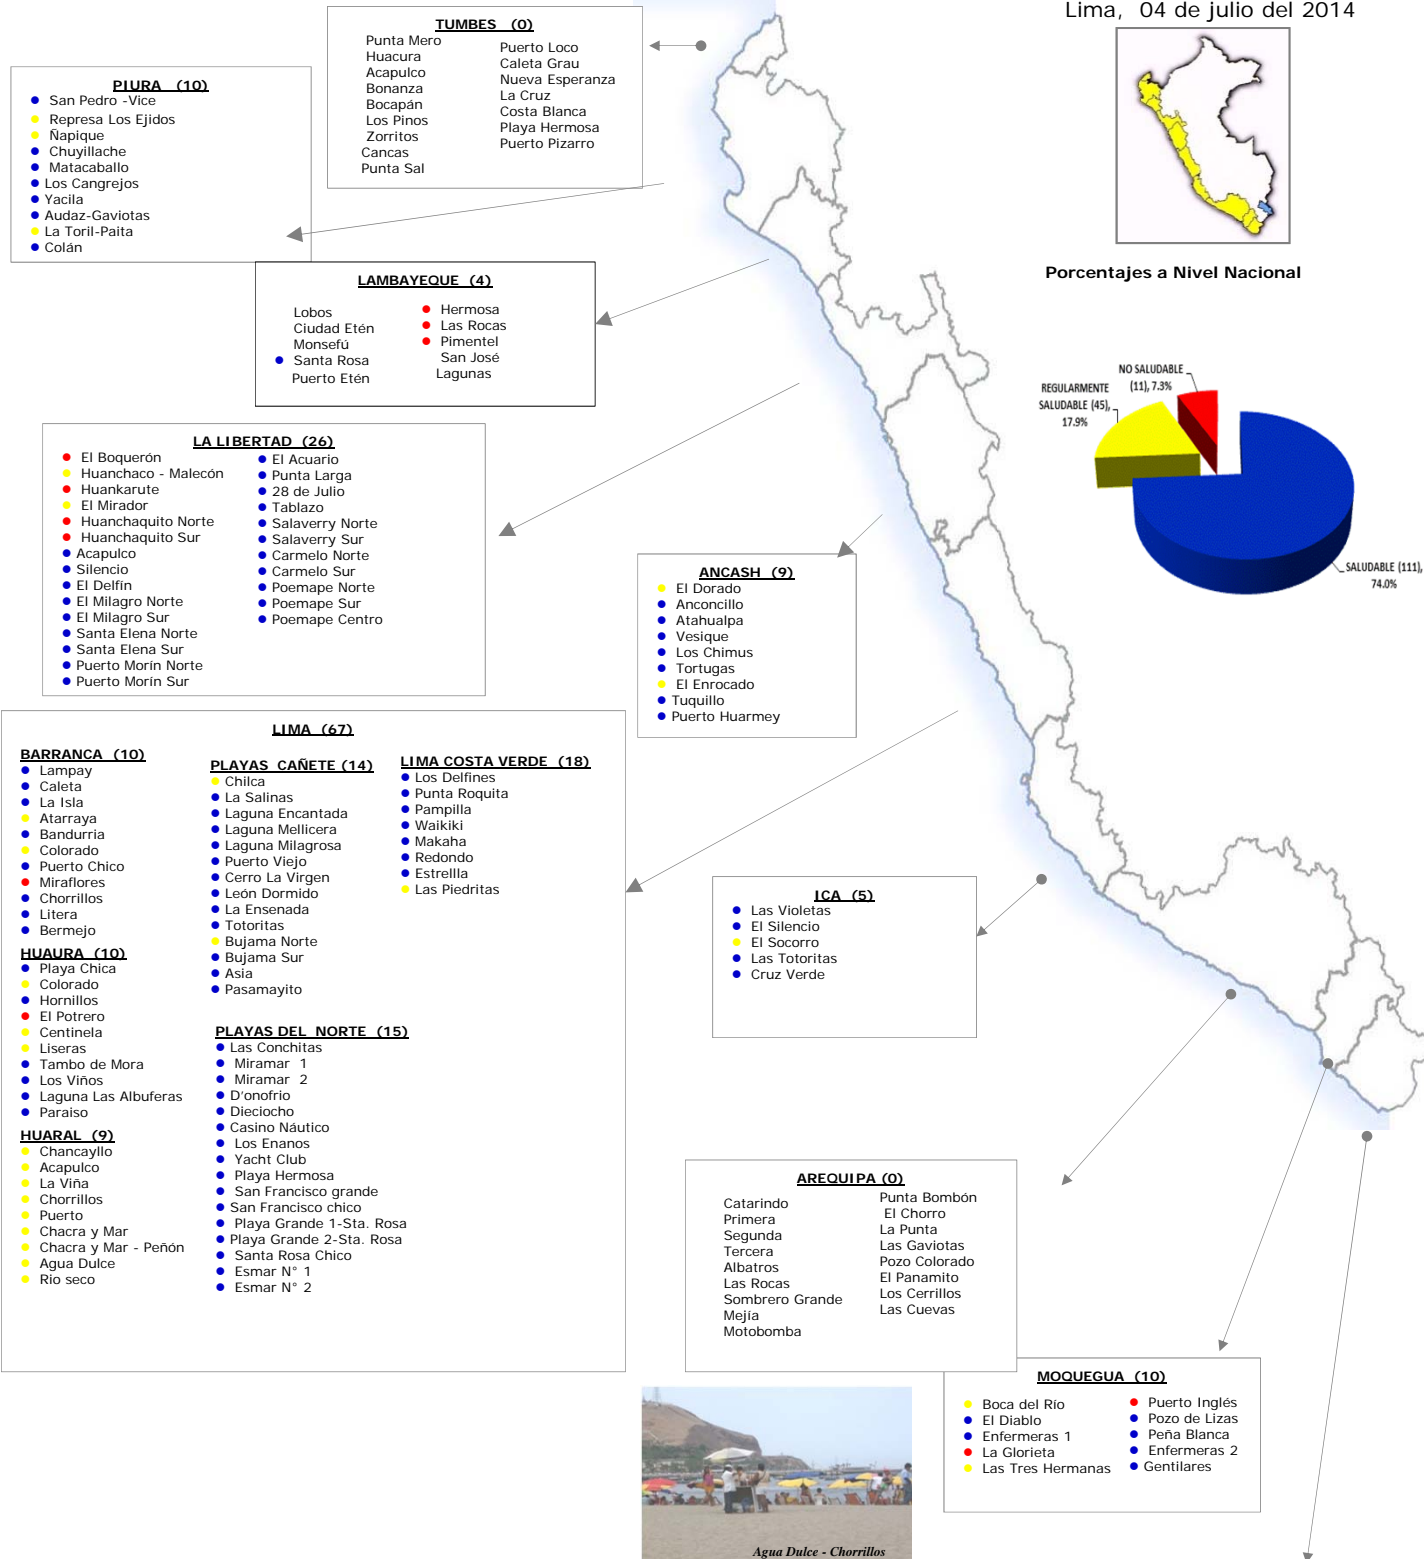 Lima, 04 de julio del 2014
TUMBES (0)
Punta Mero
Huacura
Acapulco
Bonanza
Bocapán
Los Pinos
Zorritos
Cancas
Punta Sal
Puerto Loco
Caleta Grau
Nueva Esperanza
La Cruz
Costa Blanca
Playa Hermosa
Puerto Pizarro
PIURA (10)
San Pedro -Vice
Represa Los Ejidos
Ñapique
Chuyillache
Matacaballo
Los Cangrejos
Yacila
Audaz-Gaviotas
La Toril-Paita
Colán
LAMBAYEQUE (4)
Lobos
Ciudad Etén
Monsefú
Santa Rosa
Puerto Etén
Hermosa
Las Rocas
Pimentel
San José
Lagunas
Porcentajes a Nivel Nacional
NO SALUDABLE
(11), 7.3%
REGULARMENTE
SALUDABLE (45),
17.9%
SALUDABLE (111),
74.0%
LA LIBERTAD (26)
El Boquerón
Huanchaco - Malecón
Huankarute
El Mirador
Huanchaquito Norte
Huanchaquito Sur
Acapulco
Silencio
El Delfín
El Milagro Norte
El Milagro Sur
Santa Elena Norte
Santa Elena Sur
Puerto Morín Norte
Puerto Morín Sur
El Acuario
Punta Larga
28 de Julio
Tablazo
Salaverry Norte
Salaverry Sur
Carmelo Norte
Carmelo Sur
Poemape Norte
Poemape Sur
Poemape Centro
ANCASH (9)
El Dorado
Anconcillo
Atahualpa
Vesique
Los Chimus
Tortugas
El Enrocado
Tuquillo
Puerto Huarmey
LIMA (67)
BARRANCA (10)
Lampay
Caleta
La Isla
Atarraya
Bandurria
Colorado
Puerto Chico
Miraflores
Chorrillos
Litera
Bermejo
HUAURA (10)
Playa Chica
Colorado
Hornillos
El Potrero
Centinela
Liseras
Tambo de Mora
Los Viños
Laguna Las Albuferas
Paraiso
HUARAL (9)
Chancayllo
Acapulco
La Viña
Chorrillos
Puerto
Chacra y Mar
Chacra y Mar - Peñón
Agua Dulce
Rio seco
PLAYAS CAÑETE (14)
Chilca
La Salinas
Laguna Encantada
Laguna Mellicera
Laguna Milagrosa
Puerto Viejo
Cerro La Virgen
León Dormido
La Ensenada
Totoritas
Bujama Norte
Bujama Sur
Asia
Pasamayito
PLAYAS DEL NORTE (15)
Las Conchitas
Miramar 1
Miramar 2
D'onofrio
Dieciocho
Casino Náutico
Los Enanos
Yacht Club
Playa Hermosa
San Francisco grande
San Francisco chico
Playa Grande 1-Sta. Rosa
Playa Grande 2-Sta. Rosa
Santa Rosa Chico
Esmar N° 1
Esmar N° 2
LIMA COSTA VERDE (18)
Los Delfines
Punta Roquita
Pampilla
Waikiki
Makaha
Redondo
Estrellla
Las Piedritas
ICA (5)
Las Violetas
El Silencio
El Socorro
Las Totoritas
Cruz Verde
AREQUIPA (0)
Catarindo
Primera
Segunda
Tercera
Albatros
Las Rocas
Sombrero Grande
Mejía
Motobomba
Punta Bombón
El Chorro
La Punta
Las Gaviotas
Pozo Colorado
El Panamito
Los Cerrillos
Las Cuevas
MOQUEGUA (10)
Boca del Río
El Diablo
Enfermeras 1
La Glorieta
Las Tres Hermanas
Puerto Inglés
Pozo de Lizas
Peña Blanca
Enfermeras 2
Gentilares
Agua Dulce - Chorrillos